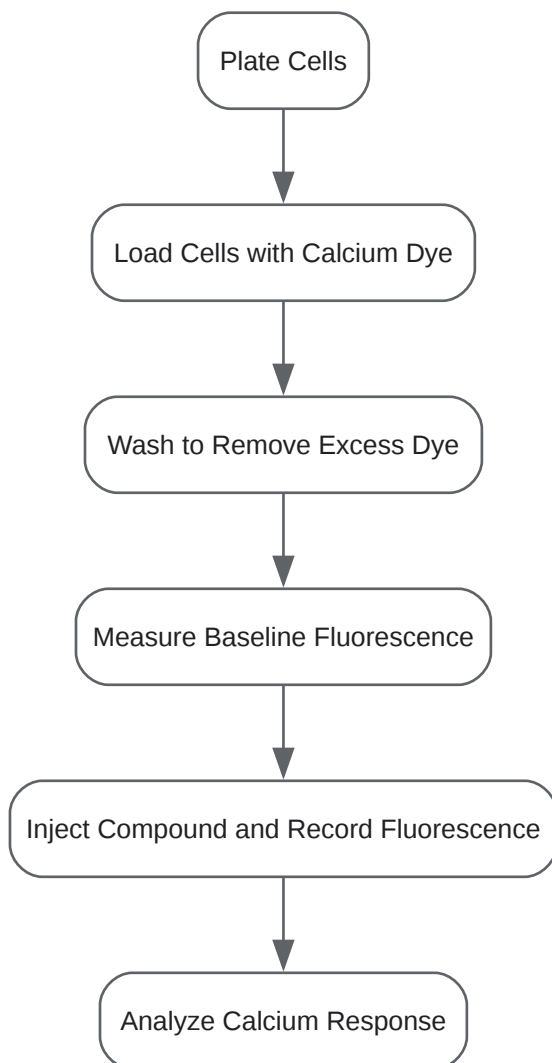 Plate Cells
Load Cells with Calcium Dye
Wash to Remove Excess Dye
Measure Baseline Fluorescence
Inject Compound and Record Fluorescence
Analyze Calcium Response